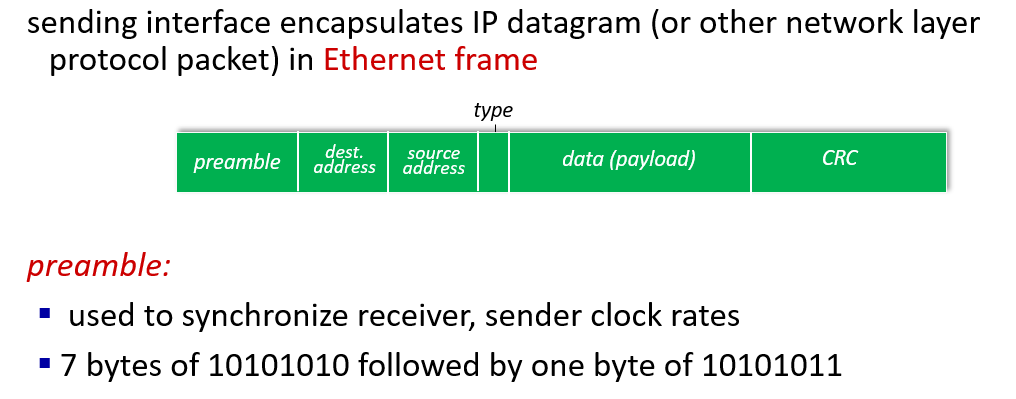 sending interface encapsulates IP datagram (or other network layer
protocol packet) in Ethernet frame
type
preamble
dest.
address
source
address
data (payload)
CRC
preamble:
▪ used to synchronize receiver, sender clock rates
▪ 7 bytes of 10101010 followed by one byte of 10101011